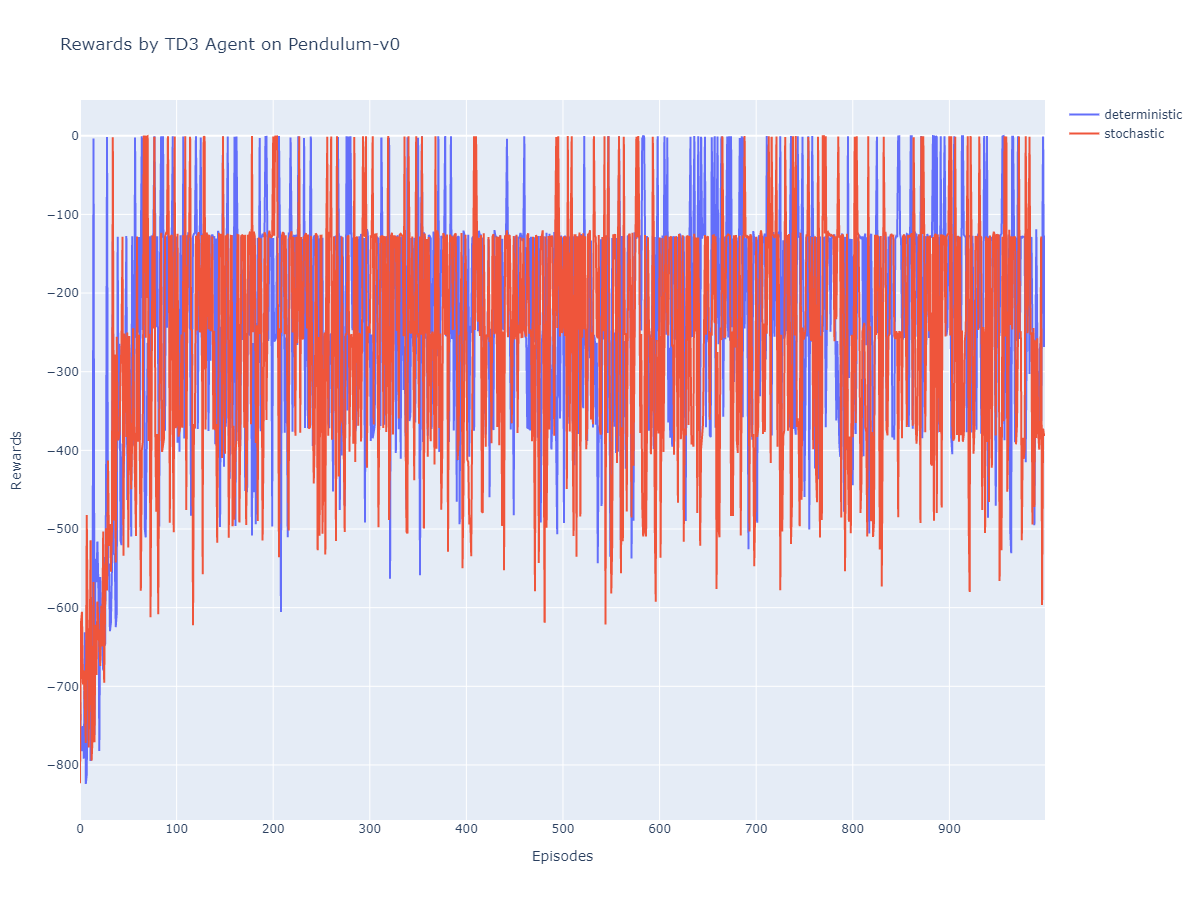 Rewards by TD3 Agent on Pendulum-v0
deterministic
stochastic
0
−100
−200
−300
−400
−500
−600
−700
−800
Rewards
0 100 200 300 400 500 600 700 800 900
Episodes